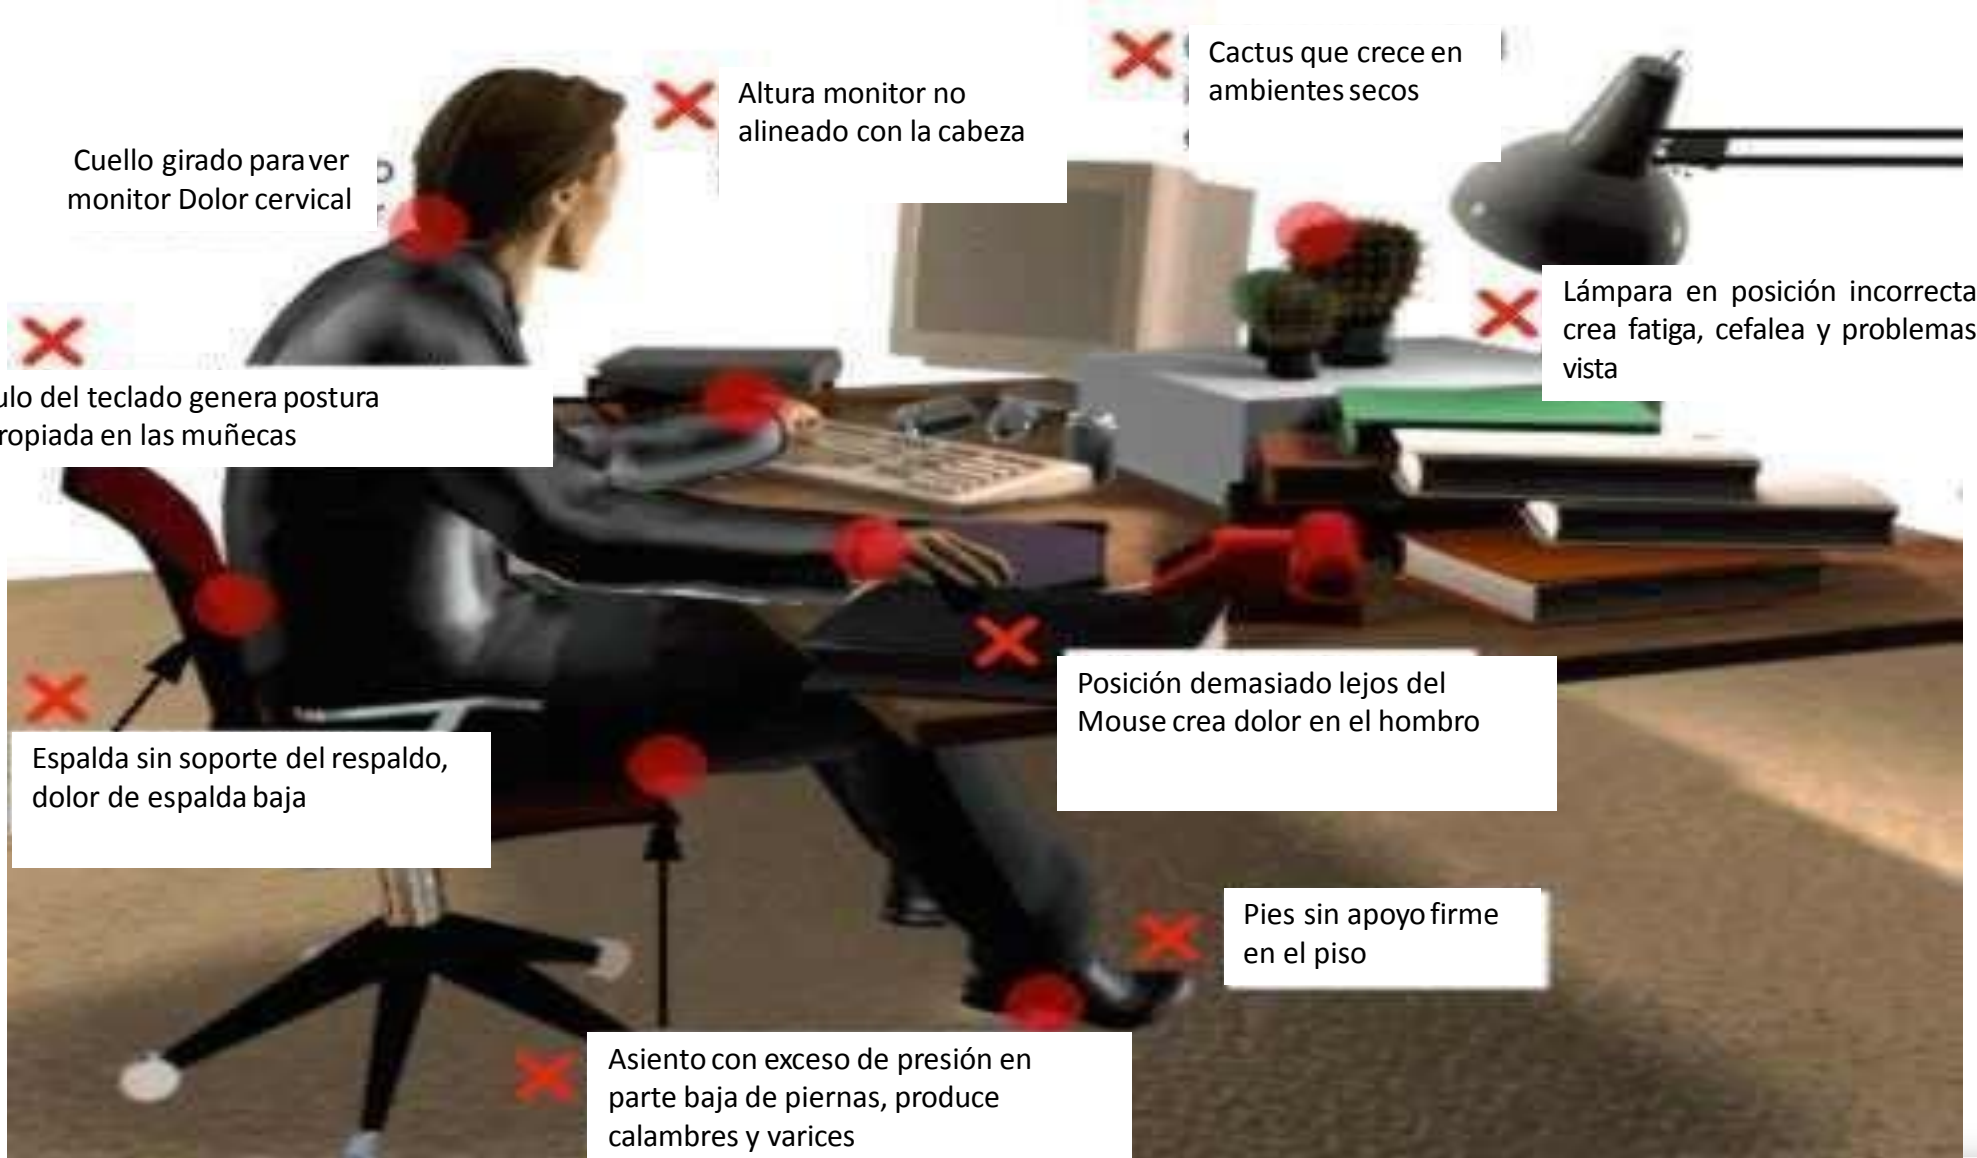 Cactus que crece en
ambientes secos
Altura monitor no
alineado con la cabeza
Cuello girado para ver
monitor Dolor cervical
Lámpara en posición incorrecta
crea fatiga, cefalea y problemas
vista
ulo del teclado genera postura
ropiada en las muñecas
Posición demasiado lejos del
Mouse crea dolor en el hombro
Espalda sin soporte del respaldo,
dolor de espalda baja
Pies sin apoyo firme
en el piso
Asiento con exceso de presión en
parte baja de piernas, produce
calambres y varices